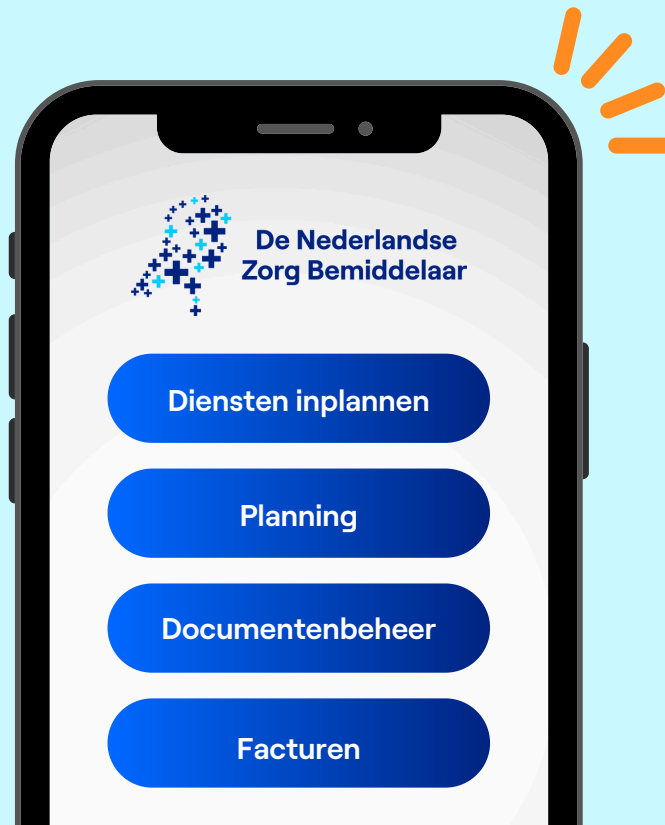 De Nederlandse
Zorg Bemiddelaar
Diensten inplannen
Planning
Documentenbeheer
Facturen